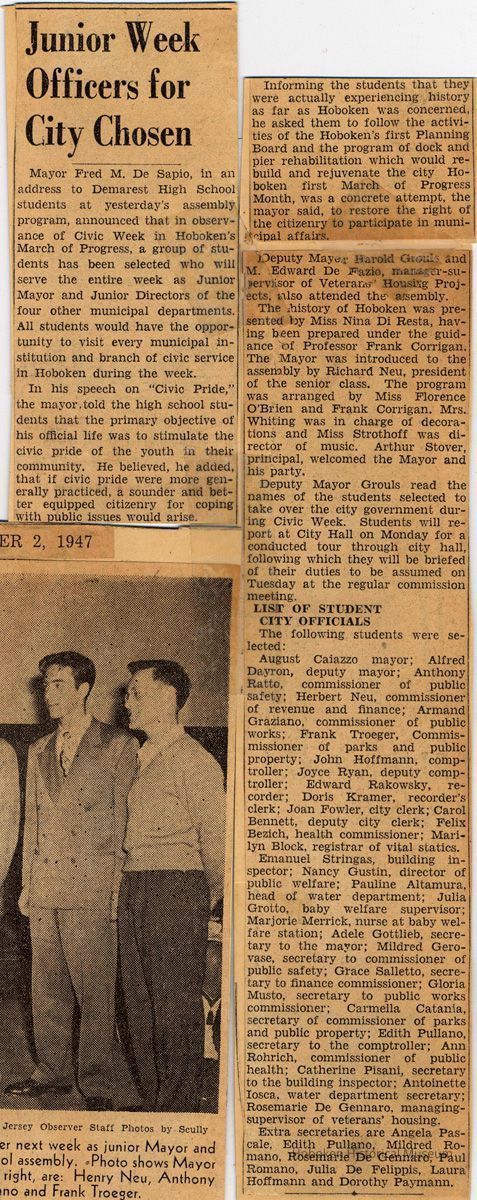 Junior Week
Officers for
City Chosen
Mayor Fred M. De Sapio, in an
address to Demarest High School
students at yesterday's assembly
program, announced that in observ-
ance of Civic Week in Hoboken's
March of Progress, a group of stu-
dents has been selected who will
serve the entire week as Junior
Mayor and Junior Directors of the
four other municipal departments.
All students would have the oppor-
tunity to visit every municipal in-
stitution and branch of civic service
in Hoboken during the week.
In his speech on "Civic Pride,"
the mayor told the high school stu-
dents that the primary objective of
his official life was to stimulate the
civic pride of the youth in their
community. He believed, he added,
that if civic pride were more gen-
erally practiced, a sounder and bet-
ter equipped citizenry for coping
with public issues would arise.
Informing the students that they
were actually experiencing history
as far as Hoboken was concerned,
he asked them to follow the activi-
ties of the Hoboken's first Planning
Board and the program of dock and
pier rehabilitation which would re-
build and rejuvenate the city Ho-
boken first March of Progress
Month, was a concrete attempt, the
mayor said, to restore the right of
the citizenry to participate in muni-
cipal affairs.
Deputy Mayor Harold Grouls and
M. Edward De Fazio, manager-su-
pervisor of Veterans' Housing Proj-
ects, also attended the assembly.
The history of Hoboken was pre-
sented by Miss Nina Di Resta, hav-
ing been prepared under the guid-
ance of Professor Frank Corrigan.
The Mayor was introduced to the
assembly by Richard Neu, president
of the senior class. The program
was arranged by Miss Florence
O'Brien and Frank Corrigan. Mrs.
Whiting was in charge of decora-
tions and Miss Strothoff was di-
rector of music. Arthur Stover,
principal, welcomed the Mayor and
his party.
Deputy Mayor Grouls read the
names of the students selected to
take over the city government dur-
ing Civic Week. Students will re-
port at City Hall on Monday for a
conducted tour through city hall,
following which they will be briefed
of their duties to be assumed on
Tuesday at the regular commission
meeting.
LIST OF STUDENT
CITY OFFICIALS
The following students were se-
lected:
August Caiazzo mayor; Alfred
Dayron, deputy mayor; Anthony
Ratto, commissioner of public
safety; Herbert Neu, commissioner
of revenue and finance; Armand
Graziano, commissioner of public
works; Frank Troeger, Commis-
missioner of parks and public
property; John Hoffmann, comp-
troller; Joyce Ryan, deputy comp-
troller; Edward Rakowsky, re-
corder; Doris Kramer, recorder's
clerk; Joan Fowler, city clerk; Carol
Bennett, deputy city clerk; Felix
Bezich, health commissioner; Mari-
lyn Block, registrar of vital statics.
Emanuel Stringas, building in-
spector; Nancy Gustin, director of
public welfare; Pauline Altamura,
head of water department; Julia
Grotto, baby welfare supervisor;
Marjorie Merrick, nurse at baby wel-
fare station; Adele Gottlieb, secre-
tary to the mayor; Mildred Gero-
vase, secretary to commissioner of
public safety; Grace Salletto, secre-
tary to finance commissioner; Gloria
Musto, secretary to public works
commissioner; Carmella Catania,
secretary of commissioner of parks
and public property; Edith Pullano,
secretary to the comptroller; Ann
Rohrich, commissioner of public
health; Catherine Pisani, secretary
to the building inspector; Antoinette
Iosca, water department secretary;
Rosemarie De Gennaro, managing-
supervisor of veterans' housing.
Extra secretaries are Angela Pas-
cale, Edith Pullano, Mildred Ro-
mano, Rosemarie De Gennaro, Paul
Romano, Julia De Felippis, Laura
Hoffmann and Dorothy Paymann.
ER 2, 1947
Jersey Observer Staff Photos by Scully
er next week as junior Mayor and
ol assembly. Photo shows Mayor
right, are: Henry Neu, Anthony
ano and Frank Troeger.
Hoboken Historical Museum